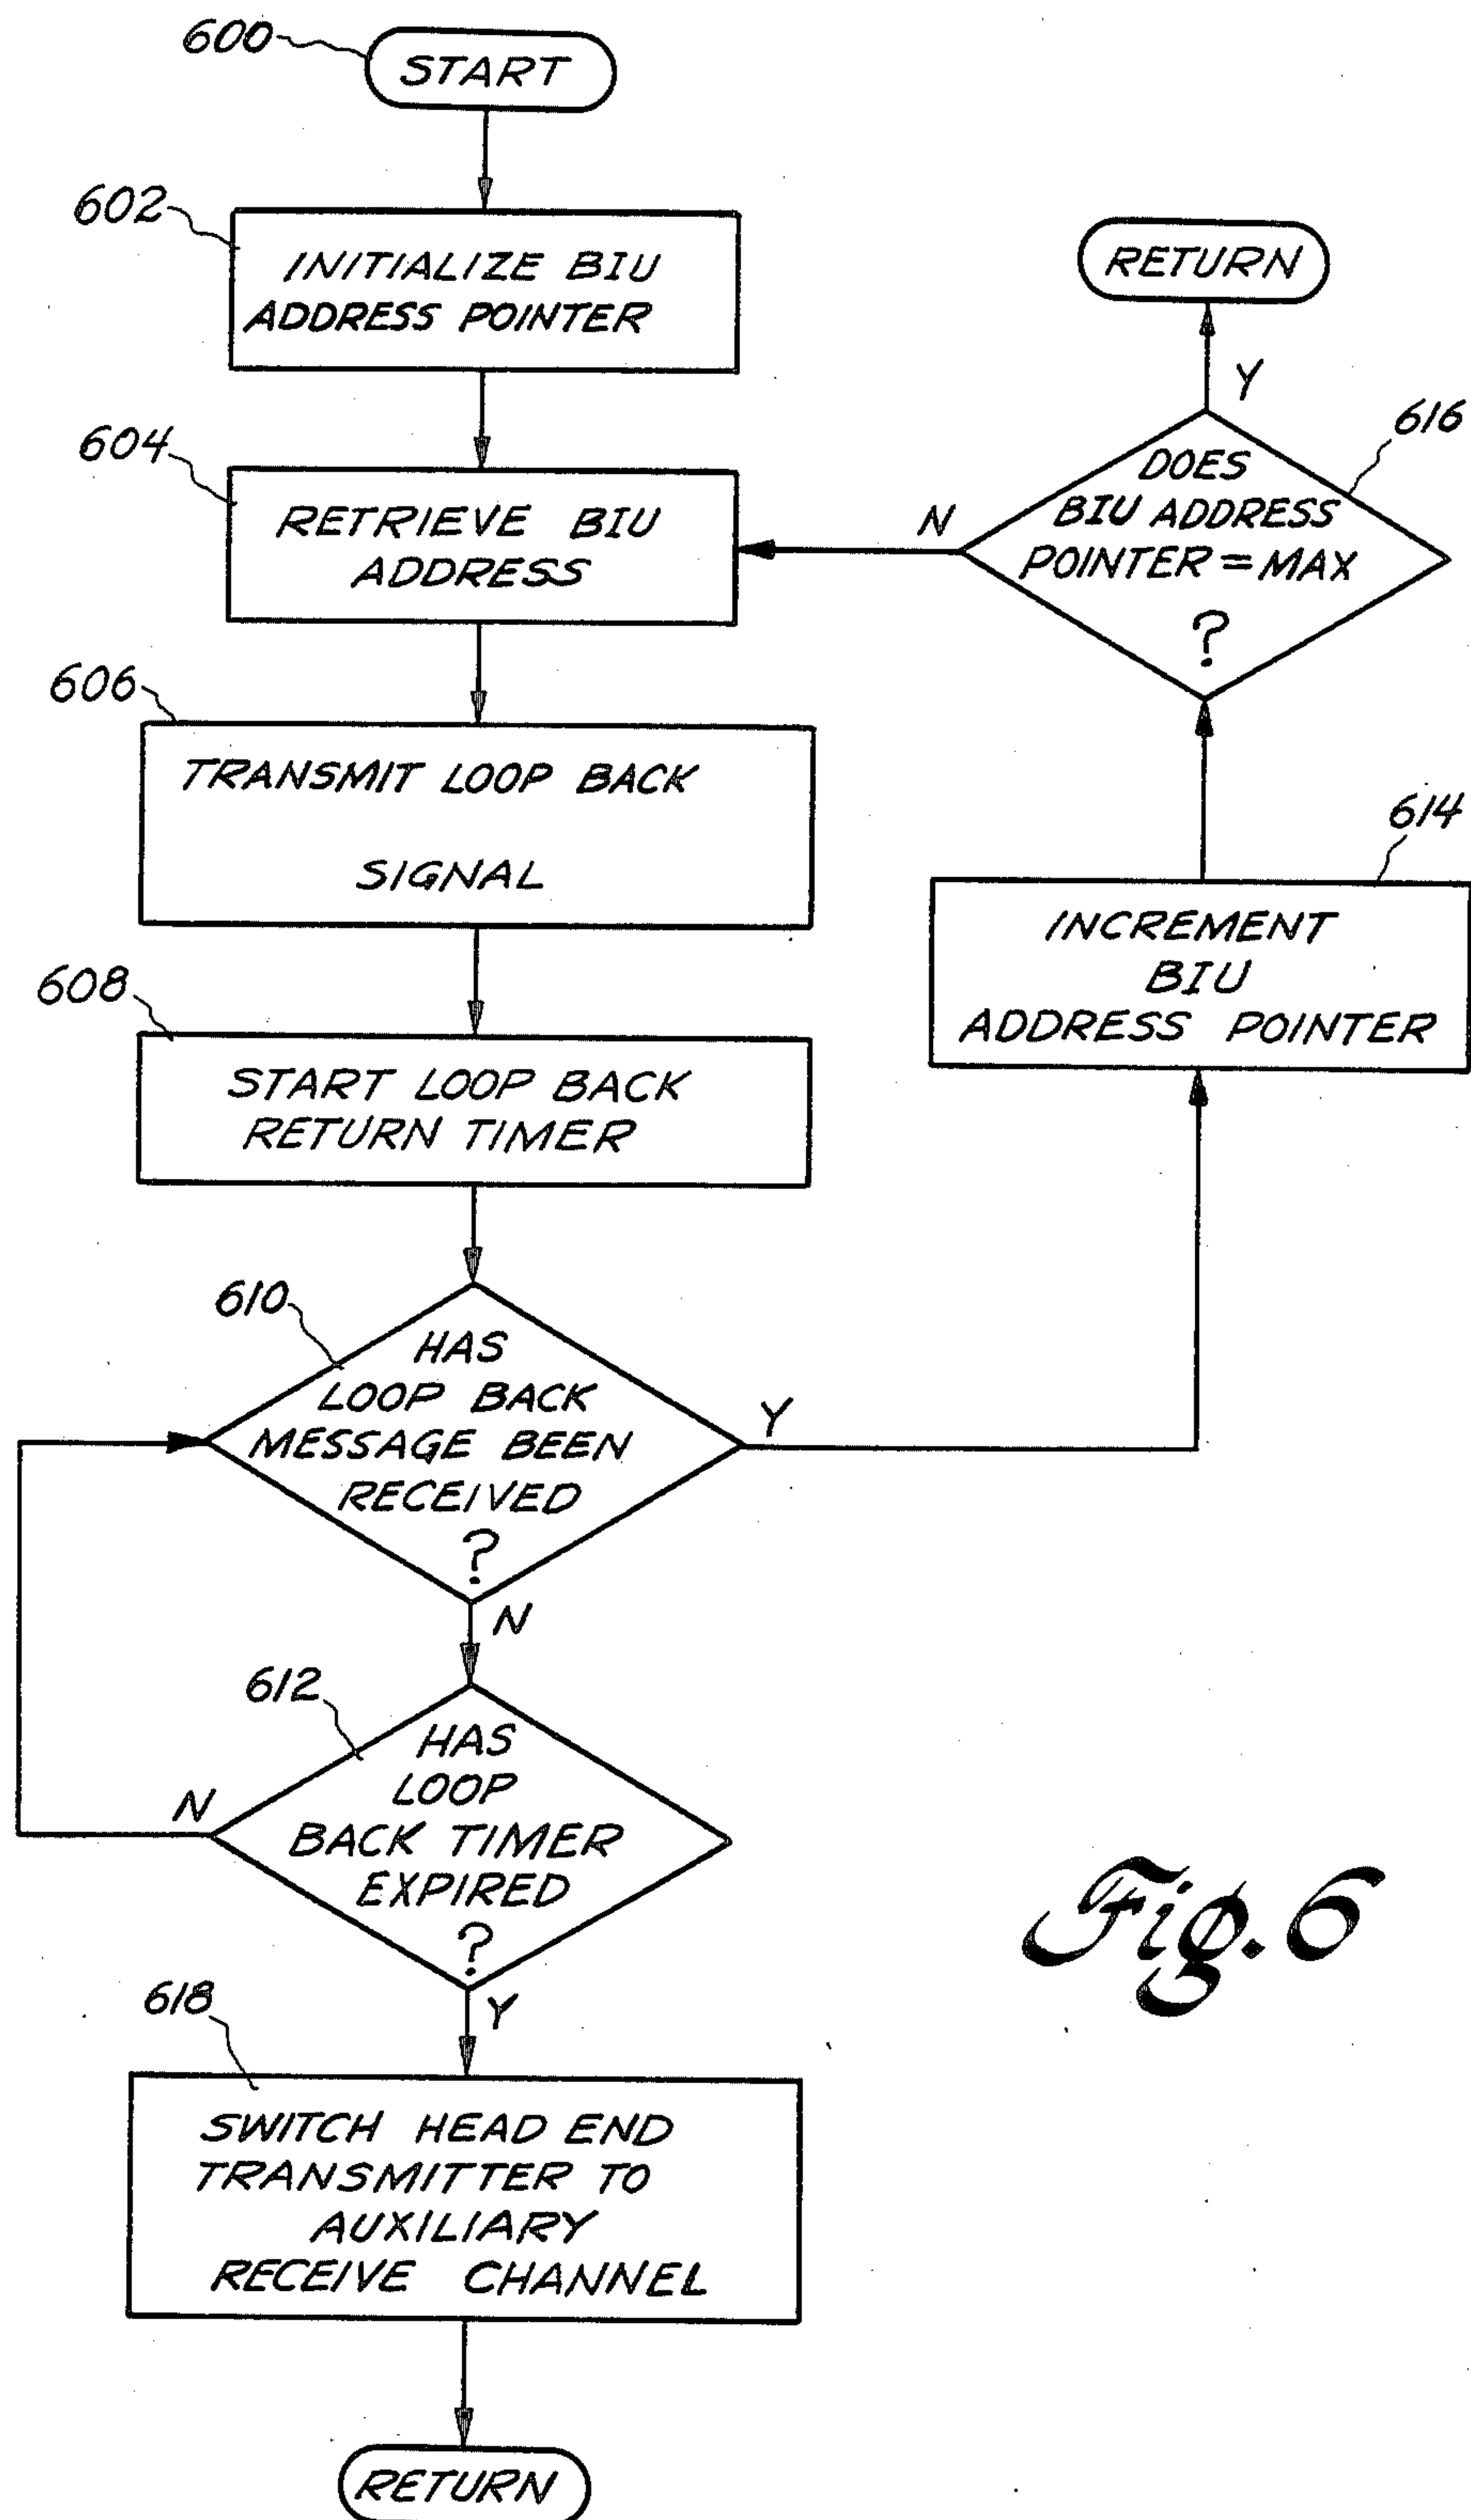 600
START
602
INITIALIZE BIU
ADDRESS POINTER
604
RETRIEVE BIU
ADDRESS
606
TRANSMIT LOOP BACK
SIGNAL
608
START LOOP BACK
RETURN TIMER
610
HAS
LOOP BACK
MESSAGE BEEN
RECEIVED
?
Y
N
612
HAS
LOOP
BACK TIMER
EXPIRED
?
N
Y
618
SWITCH HEAD END
TRANSMITTER TO
AUXILIARY
RECEIVE CHANNEL
RETURN
614
INCREMENT
BIU
ADDRESS POINTER
616
DOES
BIU ADDRESS
POINTER = MAX
?
N
Y
RETURN
Fig. 6